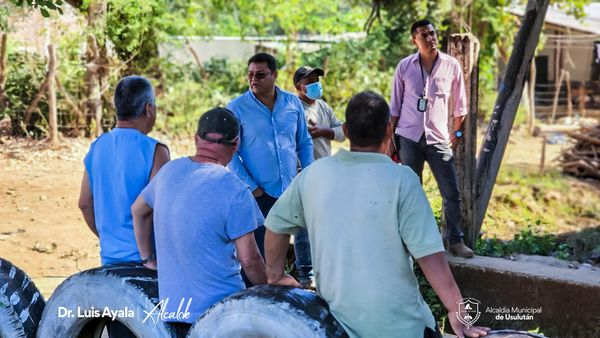 Dr. Luis Ayala Alcalde
Alcaldía Municipal
de Usulután